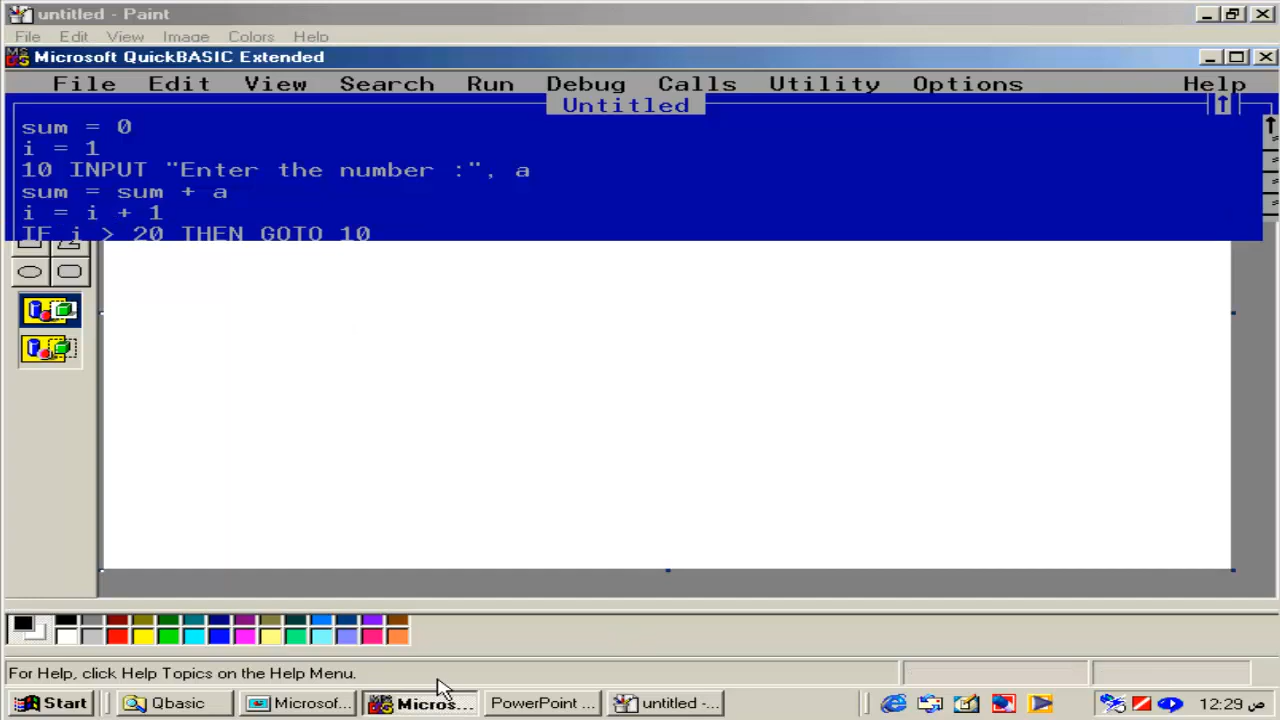 untitled - Paint
File Edit View Image Colors Help
Microsoft QuickBASIC Extended
File Edit View Search Run Debug Calls Utility Options Help
Untitled
sum = 0
i = 1
10 INPUT "Enter the number :", a
sum = sum + a
i = i + 1
IF i > 20 THEN GOTO 10
For Help, click Help Topics on the Help Menu.
Start Qbasic Microsof... Micros... PowerPoint ... untitled -... 12:29 ص